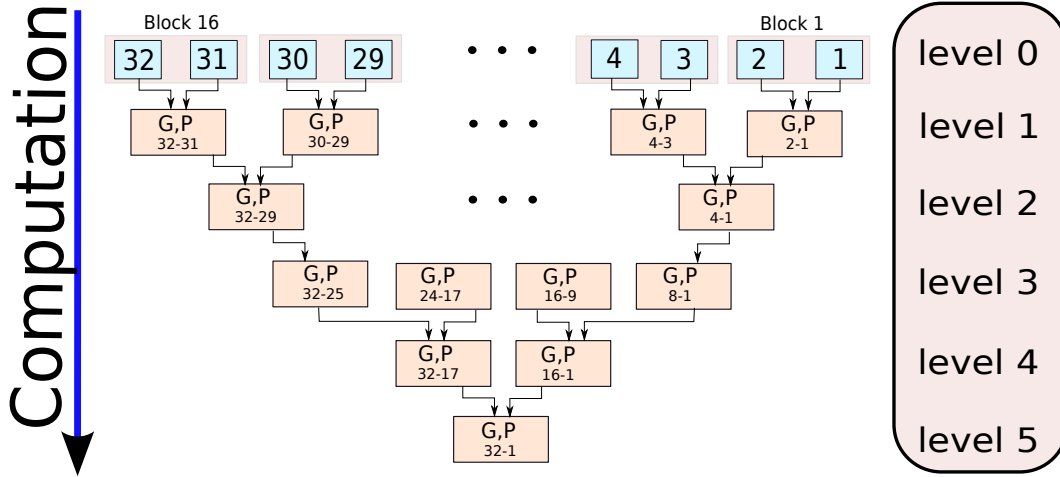 Computation
Block 16
Block 1
32 31 30 29 • • • 4 3 2 1
level 0
G,P
32-31
G,P
30-29
• • •
G,P
4-3
G,P
2-1
level 1
G,P
32-29
• • •
G,P
4-1
level 2
G,P
32-25
G,P
24-17
G,P
16-9
G,P
8-1
level 3
G,P
32-17
G,P
16-1
level 4
G,P
32-1
level 5